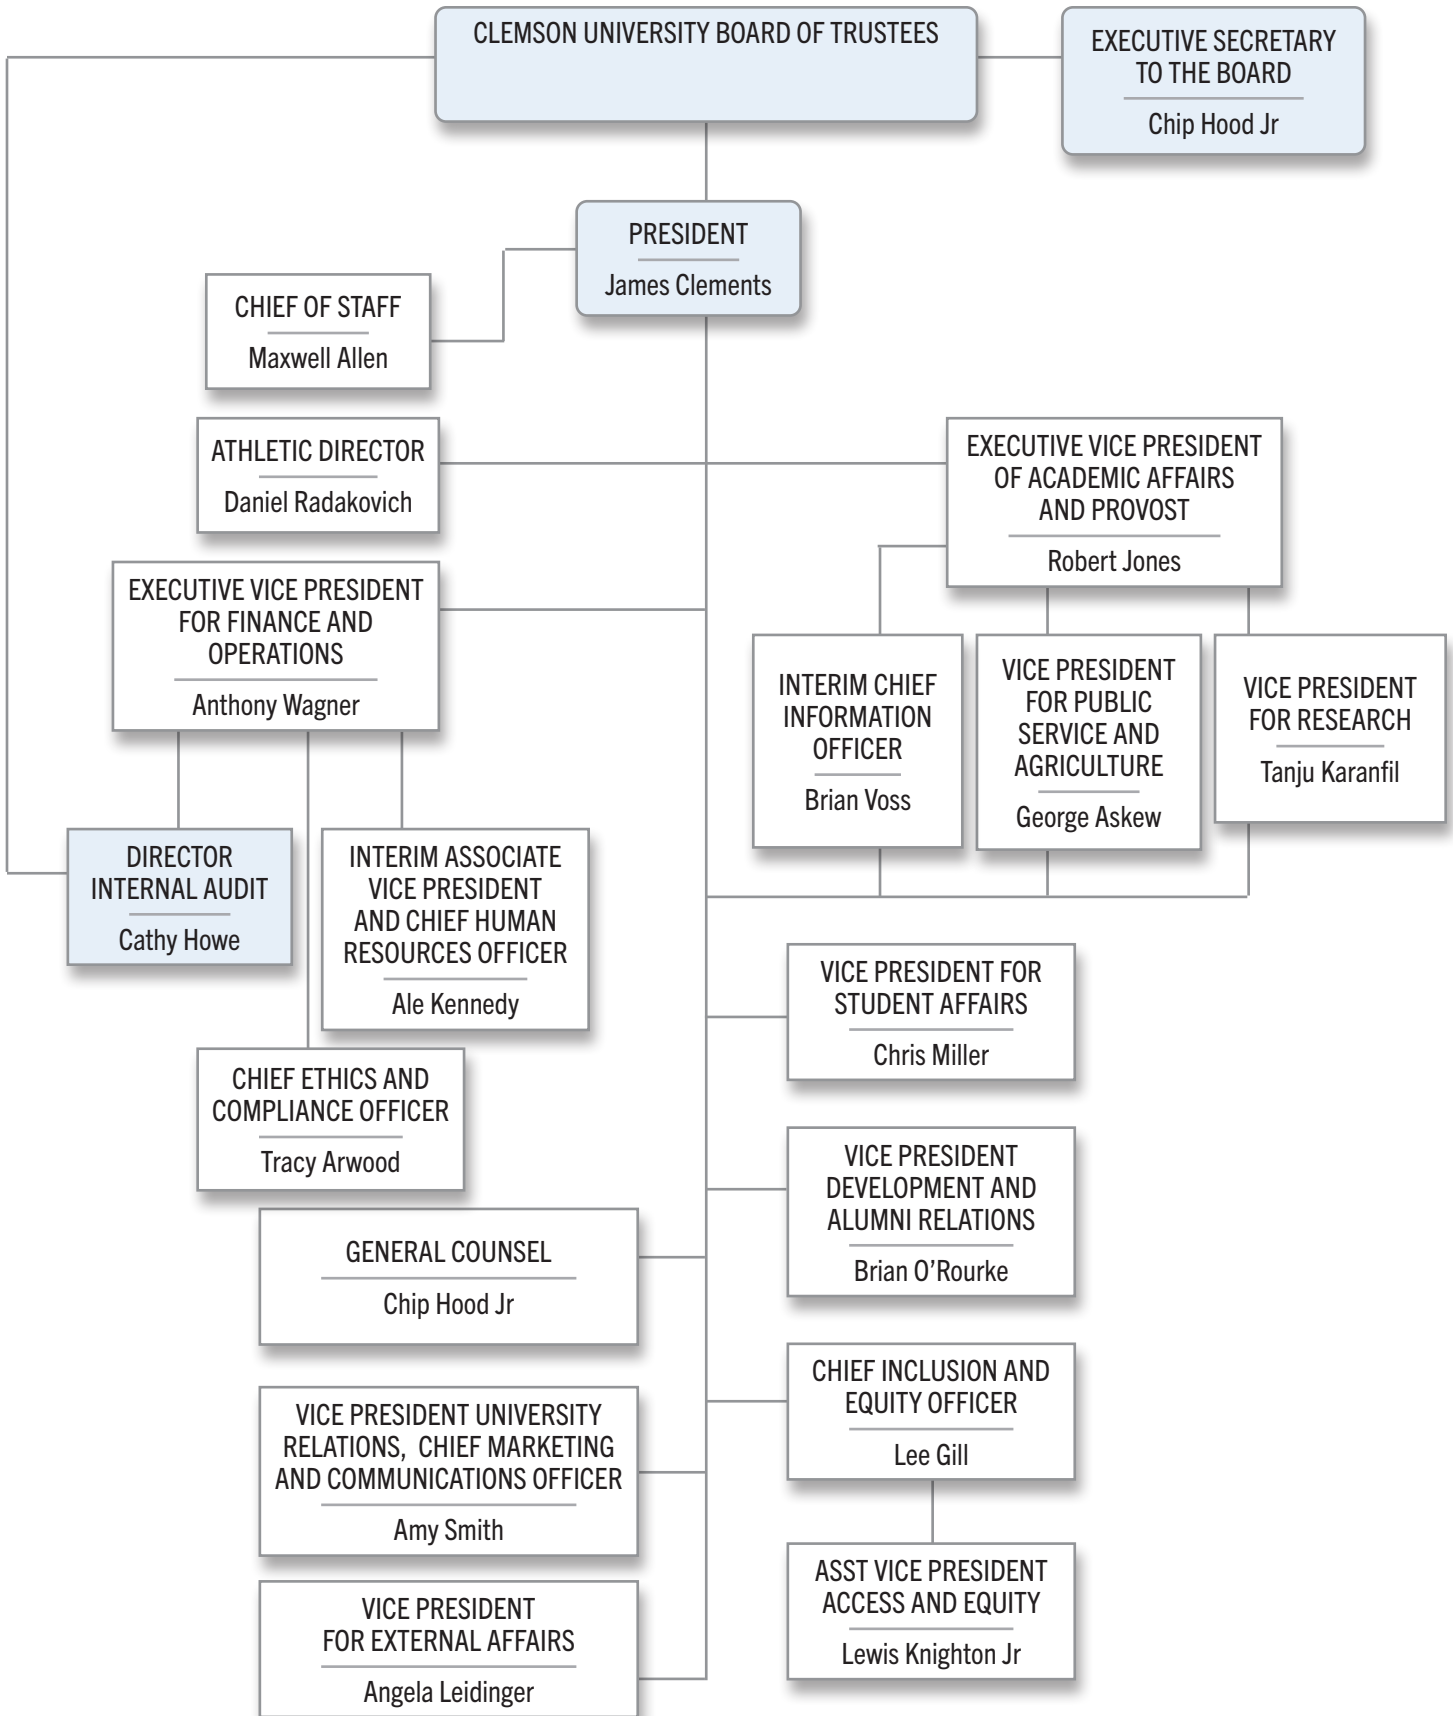 CLEMSON UNIVERSITY BOARD OF TRUSTEES
EXECUTIVE SECRETARY
TO THE BOARD
Chip Hood Jr
PRESIDENT
James Clements
CHIEF OF STAFF
Maxwell Allen
ATHLETIC DIRECTOR
Daniel Radakovich
EXECUTIVE VICE PRESIDENT
OF ACADEMIC AFFAIRS
AND PROVOST
Robert Jones
EXECUTIVE VICE PRESIDENT
FOR FINANCE AND
OPERATIONS
Anthony Wagner
INTERIM CHIEF
INFORMATION
OFFICER
Brian Voss
VICE PRESIDENT
FOR PUBLIC
SERVICE AND
AGRICULTURE
George Askew
VICE PRESIDENT
FOR RESEARCH
Tanju Karanfil
DIRECTOR
INTERNAL AUDIT
Cathy Howe
INTERIM ASSOCIATE
VICE PRESIDENT
AND CHIEF HUMAN
RESOURCES OFFICER
Ale Kennedy
VICE PRESIDENT FOR
STUDENT AFFAIRS
Chris Miller
CHIEF ETHICS AND
COMPLIANCE OFFICER
Tracy Arwood
VICE PRESIDENT
DEVELOPMENT AND
ALUMNI RELATIONS
Brian O’Rourke
GENERAL COUNSEL
Chip Hood Jr
CHIEF INCLUSION AND
EQUITY OFFICER
Lee Gill
VICE PRESIDENT UNIVERSITY
RELATIONS, CHIEF MARKETING
AND COMMUNICATIONS OFFICER
Amy Smith
ASST VICE PRESIDENT
ACCESS AND EQUITY
Lewis Knighton Jr
VICE PRESIDENT
FOR EXTERNAL AFFAIRS
Angela Leidinger